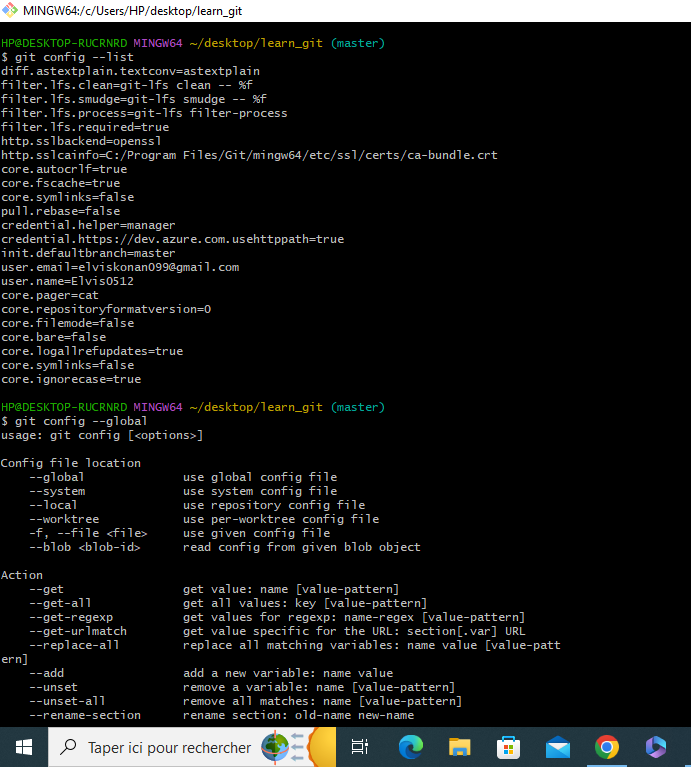 MINGW64:/c/Users/HP/desktop/learn_git
HP@DESKTOP-RUCRNRD MINGW64 ~/desktop/learn_git (master)
$ git config --list
diff.astextplain.textconv=astextplain
filter.lfs.clean=git-lfs clean -- %f
filter.lfs.smudge=git-lfs smudge -- %f
filter.lfs.process=git-lfs filter-process
filter.lfs.required=true
http.sslbackend=openssl
http.sslcainfo=C:/Program Files/Git/mingw64/etc/ssl/certs/ca-bundle.crt
core.autocrlf=true
core.fscache=true
core.symlinks=false
pull.rebase=false
credential.helper=manager
credential.https://dev.azure.com.usehttppath=true
init.defaultbranch=master
user.email=elviskonan099@gmail.com
user.name=Elvis0512
core.pager=cat
core.repositoryformatversion=0
core.filemode=false
core.bare=false
core.logallrefupdates=true
core.symlinks=false
core.ignorecase=true
HP@DESKTOP-RUCRNRD MINGW64 ~/desktop/learn_git (master)
$ git config --global
usage: git config [<options>]
Config file location
    --global              use global config file
    --system              use system config file
    --local               use repository config file
    --worktree            use per-worktree config file
    -f, --file <file>     use given config file
    --blob <blob-id>      read config from given blob object
Action
    --get                 get value: name [value-pattern]
    --get-all             get all values: key [value-pattern]
    --get-regexp          get values for regexp: name-regex [value-pattern]
    --get-urlmatch        get value specific for the URL: section[.var] URL
    --replace-all         replace all matching variables: name value [value-patt
ern]
    --add                 add a new variable: name value
    --unset               remove a variable: name [value-pattern]
    --unset-all           remove all matches: name [value-pattern]
    --rename-section      rename section: old-name new-name
Taper ici pour rechercher